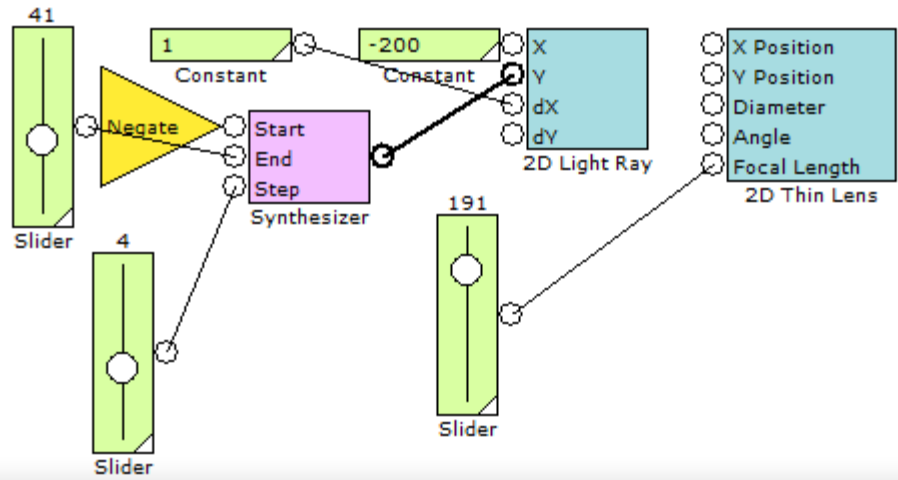 41
1
Constant
-200
Constant
X
Y
dX
dY
2D Light Ray
X Position
Y Position
Diameter
Angle
Focal Length
2D Thin Lens
Negate
Start
End
Step
Synthesizer
Slider
4
Slider
191
Slider